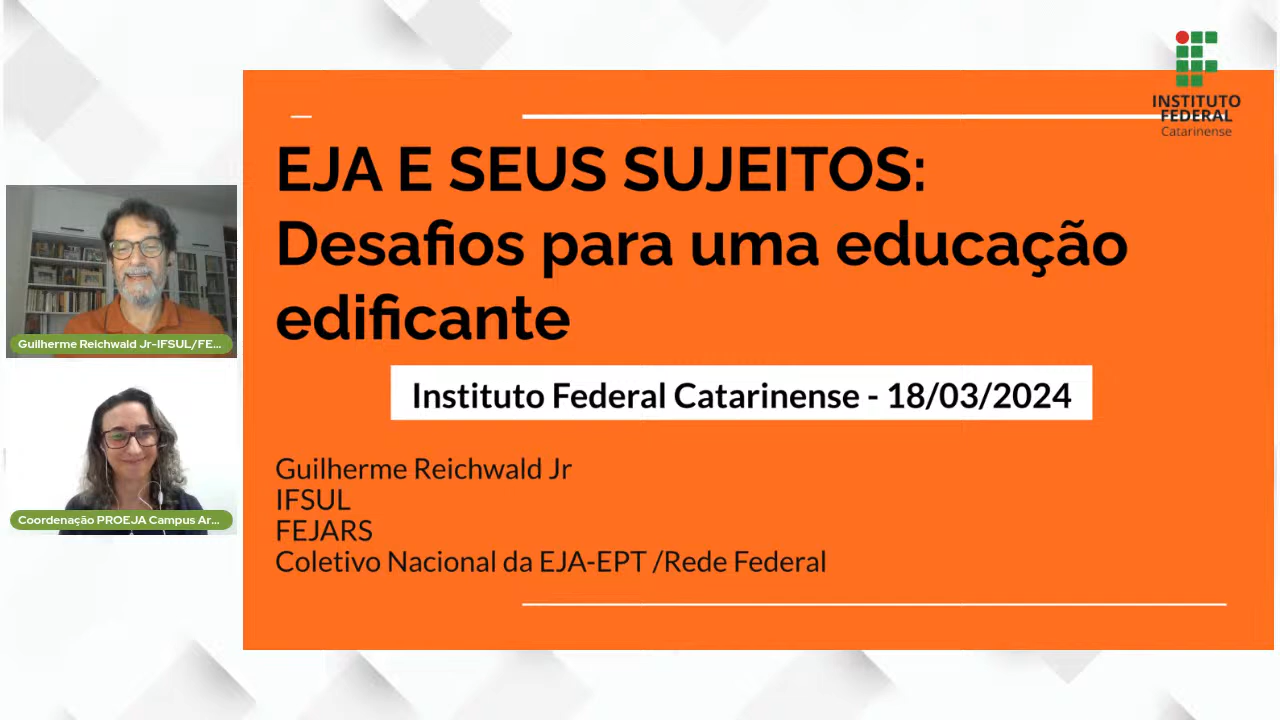 INSTITUTO
FEDERAL
Catarinense
EJA E SEUS SUJEITOS:
Desafios para uma educação
edificante
Instituto Federal Catarinense - 18/03/2024
Guilherme Reichwald Jr
IFSUL
FEJARS
Coletivo Nacional da EJA-EPT /Rede Federal
Guilherme Reichwald Jr-IFSUL/FE...
Coordenação PROEJA Campus Ar...